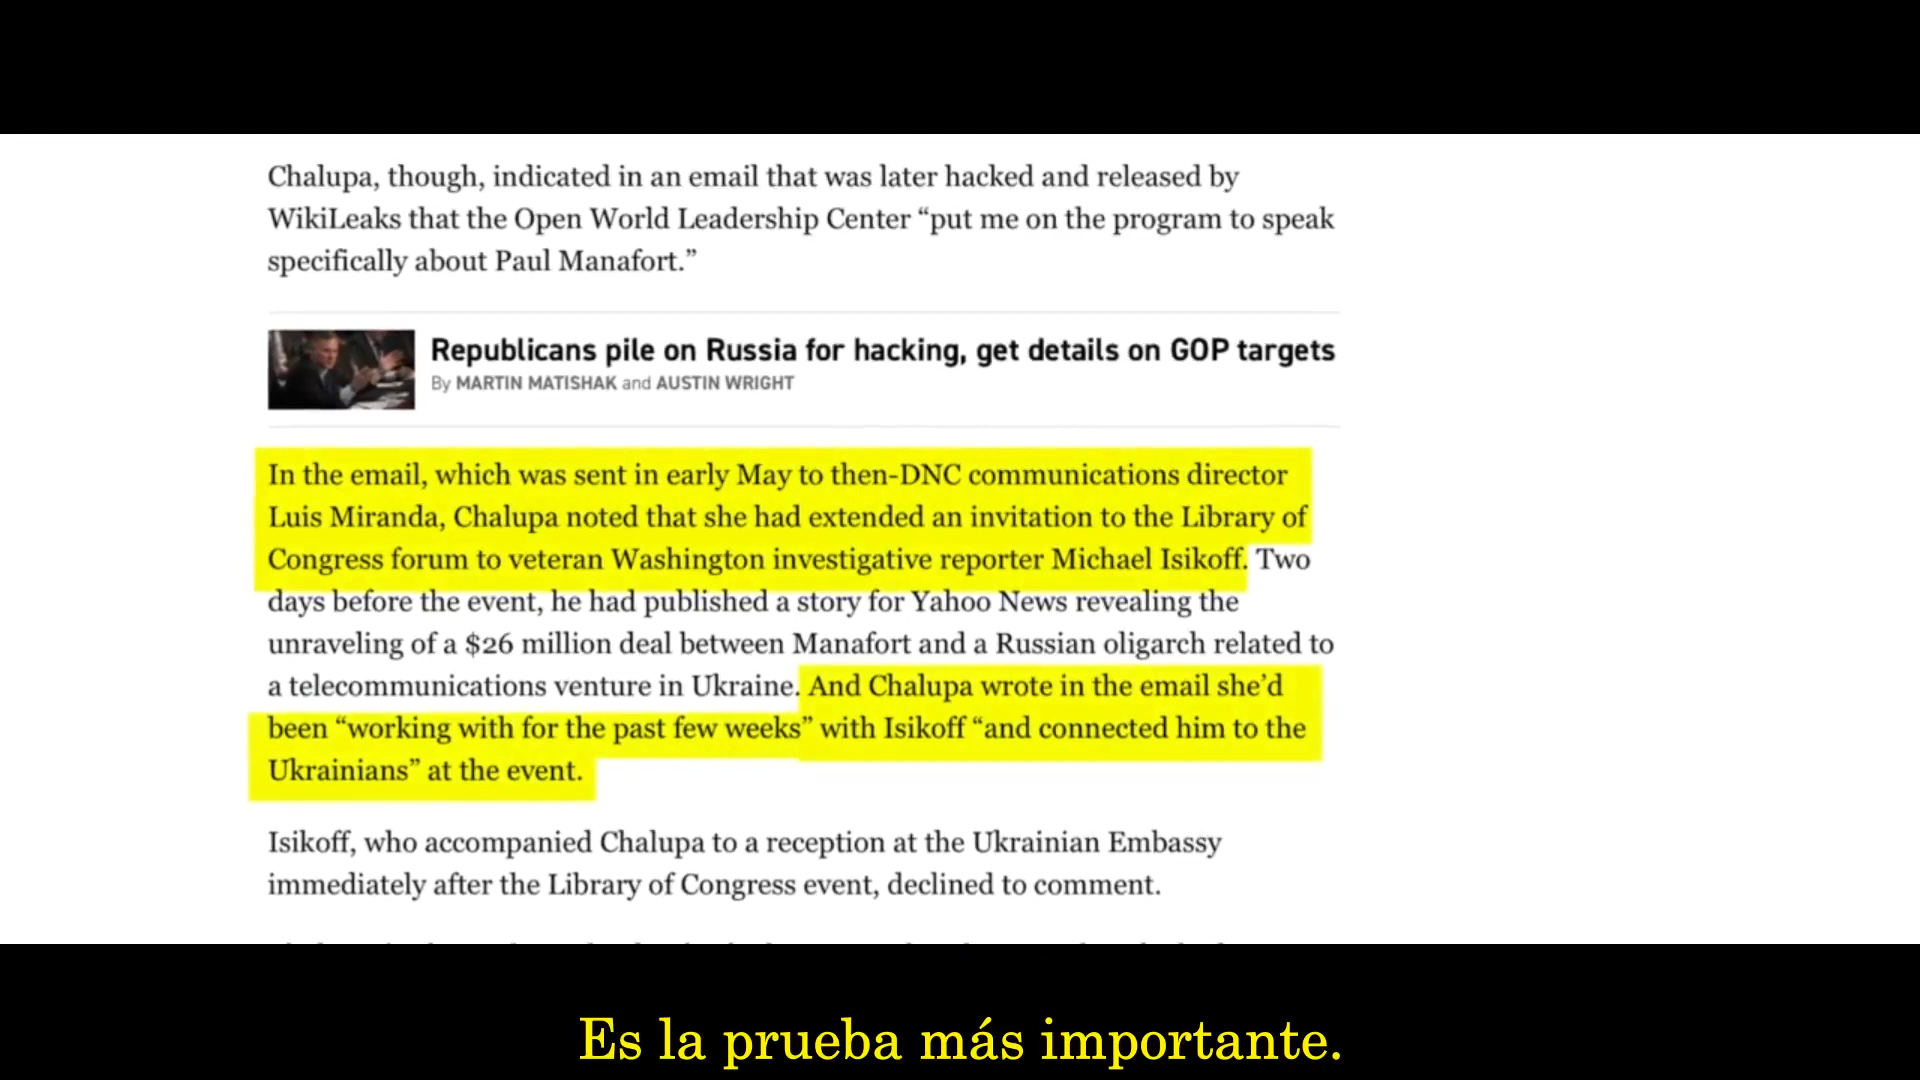 Chalupa, though, indicated in an email that was later hacked and released by
WikiLeaks that the Open World Leadership Center “put me on the program to speak
specifically about Paul Manafort.”
Republicans pile on Russia for hacking, get details on GOP targets
By MARTIN MATISHAK and AUSTIN WRIGHT
In the email, which was sent in early May to then-DNC communications director
Luis Miranda, Chalupa noted that she had extended an invitation to the Library of
Congress forum to veteran Washington investigative reporter Michael Isikoff. Two
days before the event, he had published a story for Yahoo News revealing the
unraveling of a $26 million deal between Manafort and a Russian oligarch related to
a telecommunications venture in Ukraine. And Chalupa wrote in the email she’d
been “working with for the past few weeks” with Isikoff “and connected him to the
Ukrainians” at the event.
Isikoff, who accompanied Chalupa to a reception at the Ukrainian Embassy
immediately after the Library of Congress event, declined to comment.
Es la prueba más importante.